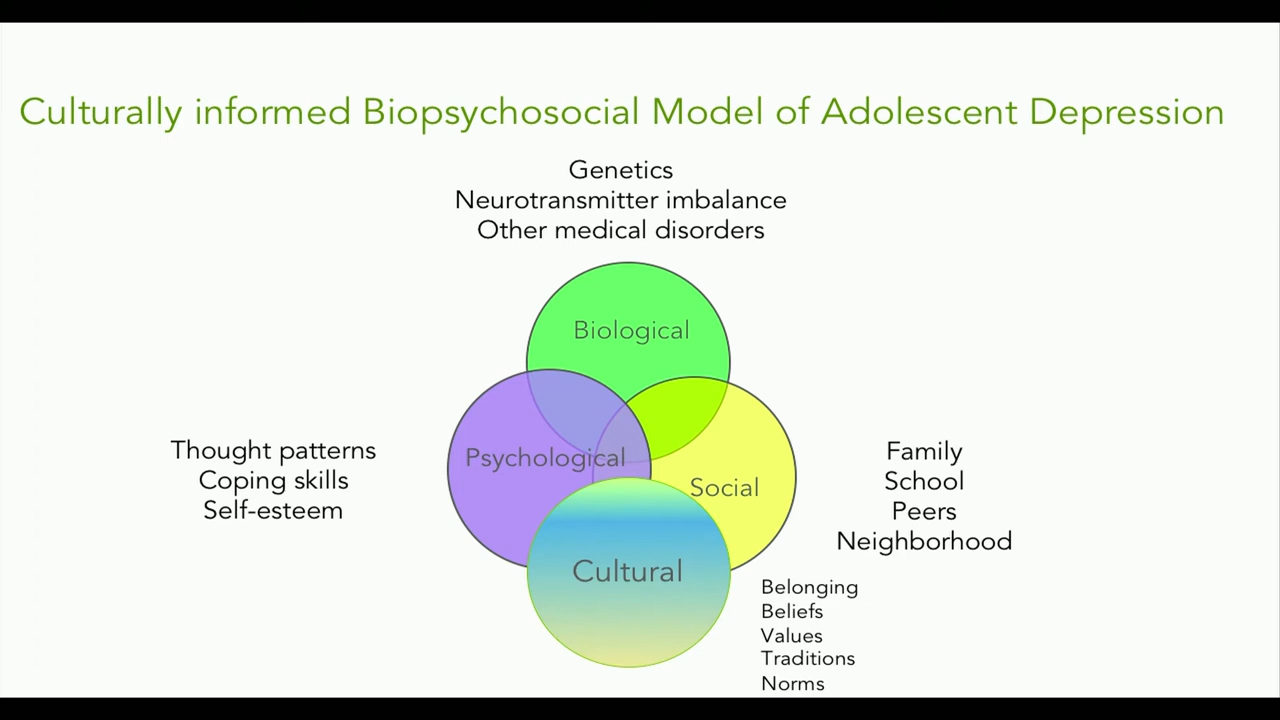 Culturally informed Biopsychosocial Model of Adolescent Depression
Genetics
Neurotransmitter imbalance
Other medical disorders
Biological
Thought patterns
Coping skills
Self-esteem
Psychological
Social
Family
School
Peers
Neighborhood
Cultural
Belonging
Beliefs
Values
Traditions
Norms